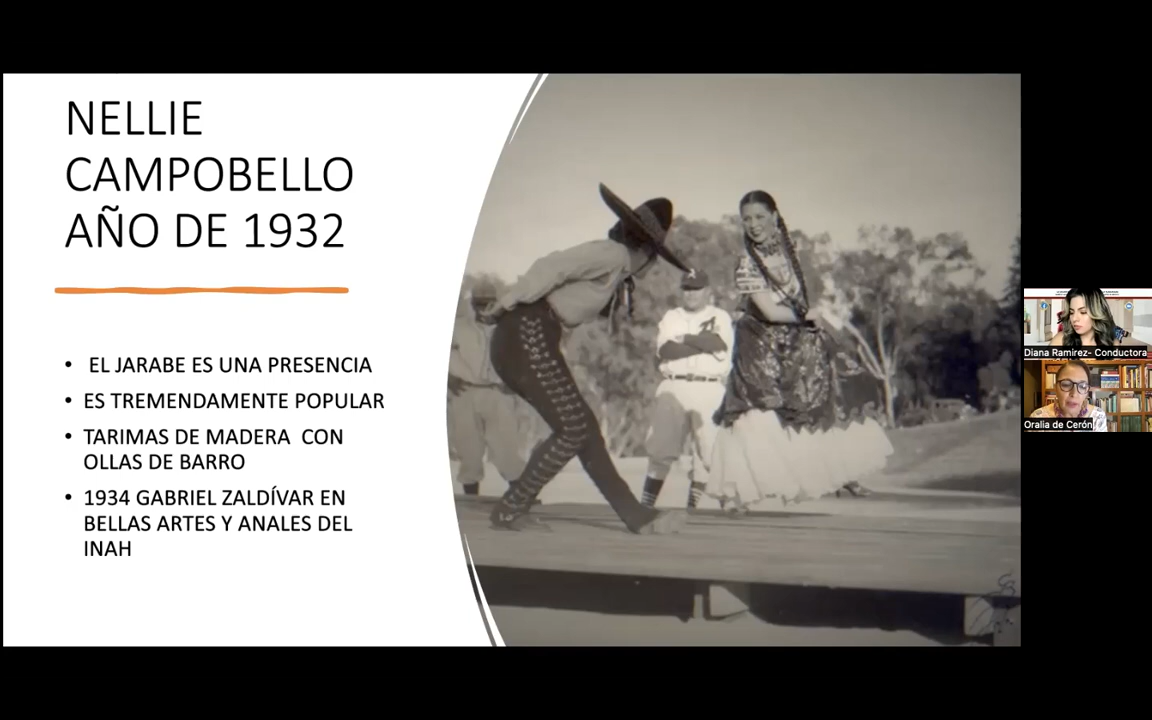 NELLIE
CAMPOBELLO
AÑO DE 1932
• EL JARABE ES UNA PRESENCIA
• ES TREMENDAMENTE POPULAR
• TARIMAS DE MADERA CON
OLLAS DE BARRO
• 1934 GABRIEL ZALDÍVAR EN
BELLAS ARTES Y ANALES DEL
INAH
Diana Ramirez- Conductora
Oralia de Cerón